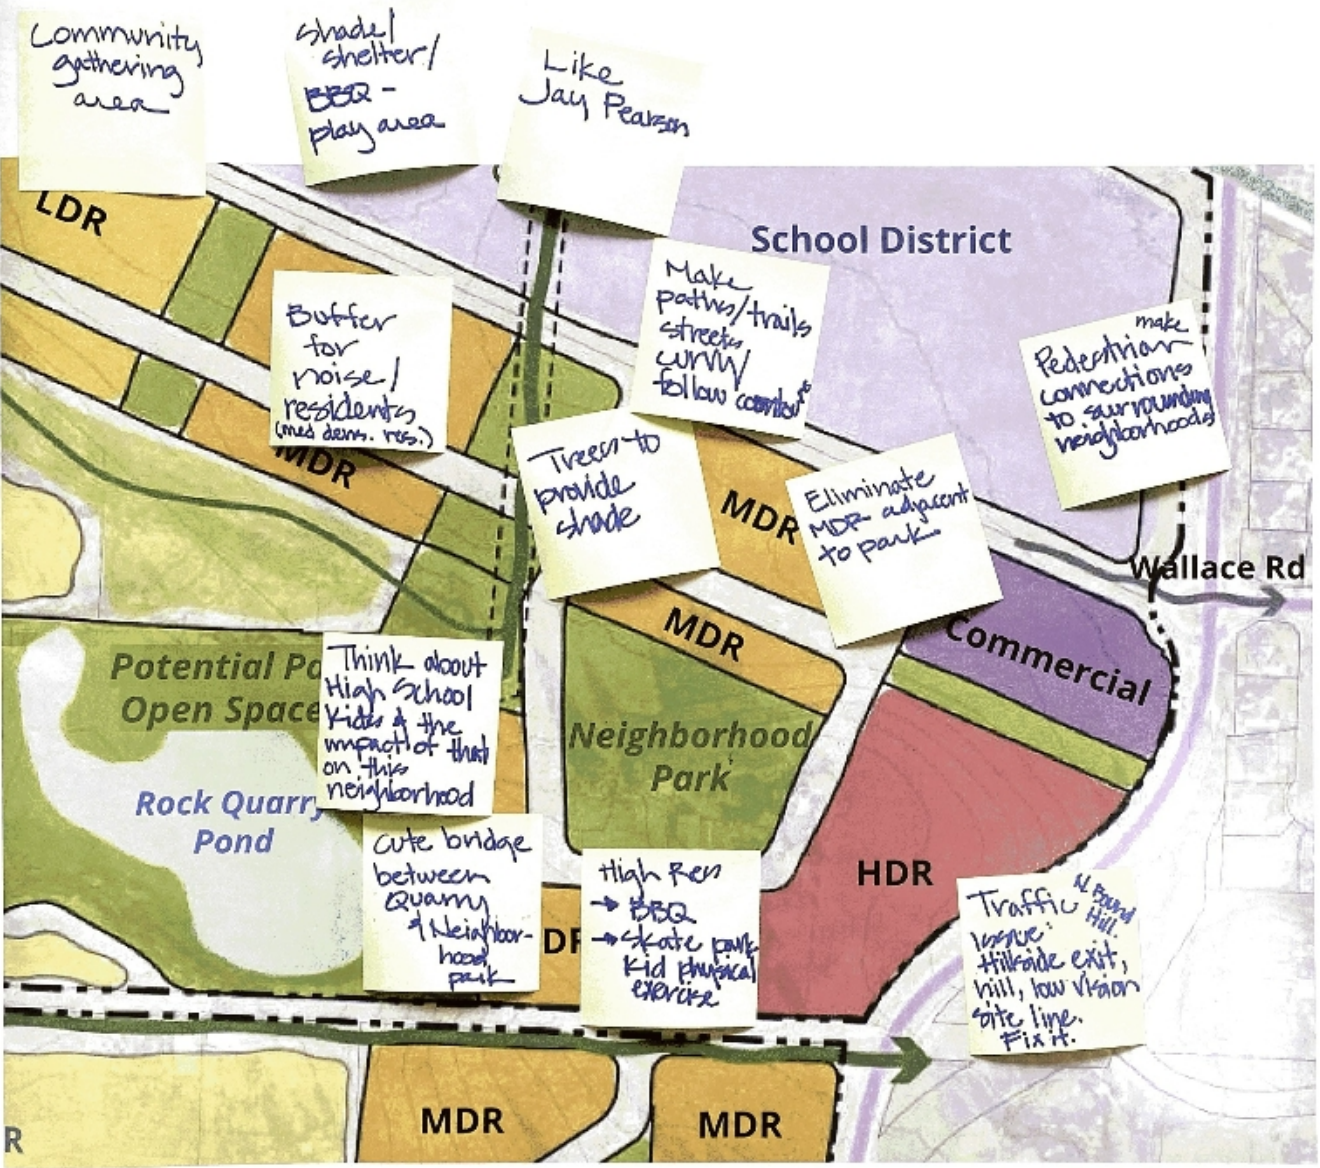 Community
gathering
area
shade/
shelter/
BBQ -
play area
Like
Jay Pearson
LDR
School District
Buffer
for
noise/
residents
(med dens. res.)
MDR
Make
paths/trails
streets
curvy/
follow
make
Pedestrian
connections
to surrounding
neighborhoods
Trees to
provide
shade
MDR
Eliminate
MDR adjacent
to park
Wallace Rd
MDR
Commercial
Potential Pa
Open Space
Think about
High School
kids & the
impact of that
on this
neighborhood
Neighborhood
Park
Rock Quarry
Pond
Cute bridge
between
Quarry
& Neighbor-
hood
park
High Res
→ BBQ
→ skate park
kid physical
exercise
HDR
DR
Traffic
Issue:
N. Bound
Hill.
Hillside exit,
hill, low vision
site line.
Fix it.
MDR
MDR
R